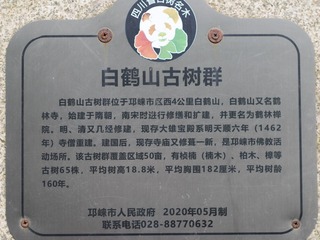 四川省古树名木
白鹤山古树群
白鹤山古树群位于邛崃市区西4公里白鹤山，白鹤山又名鹤
林寺，始建于隋朝，南宋时进行修缮和扩建，并更名为鹤林禅
院。明、清又几经修建，现存大雄宝殿系明天顺六年（1462
年）寺僧重建。建国后，现存寺庙又修葺一新，是邛崃市佛教活
动场所。该古树群覆盖区域50亩，有桢楠（楠木）、柏木、樟等
古树65株，平均树高18.8米，平均胸围182厘米，平均树龄
160年。
邛崃市人民政府 2020年05月制
联系电话028-88770632